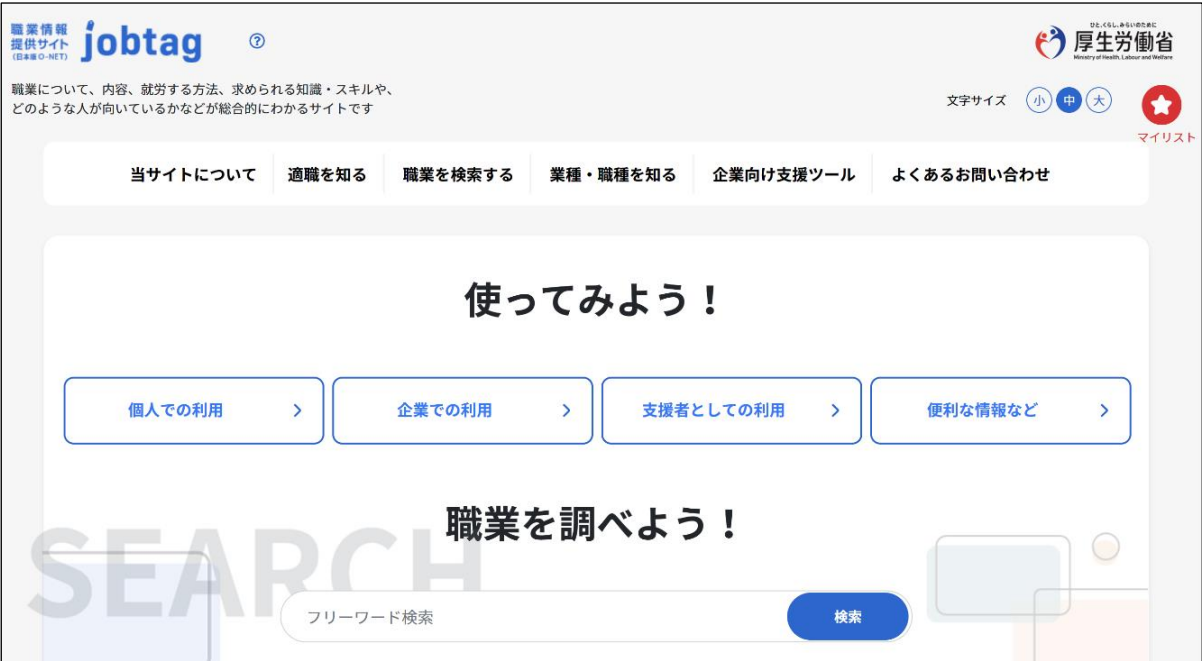 職業情報
提供サイト
(日本版O-NET)
jobtag
?
ひと、くらし、みらいのために
厚生労働省
Ministry of Health, Labour and Welfare
職業について、内容、就労する方法、求められる知識・スキルや、
どのような人が向いているかなどが総合的にわかるサイトです
文字サイズ 小 中 大
マイリスト
当サイトについて 適職を知る 職業を検索する 業種・職種を知る 企業向け支援ツール よくあるお問い合わせ
使ってみよう！
個人での利用 企業での利用 支援者としての利用 便利な情報など
職業を調べよう！
SEARCH
フリーワード検索 検索